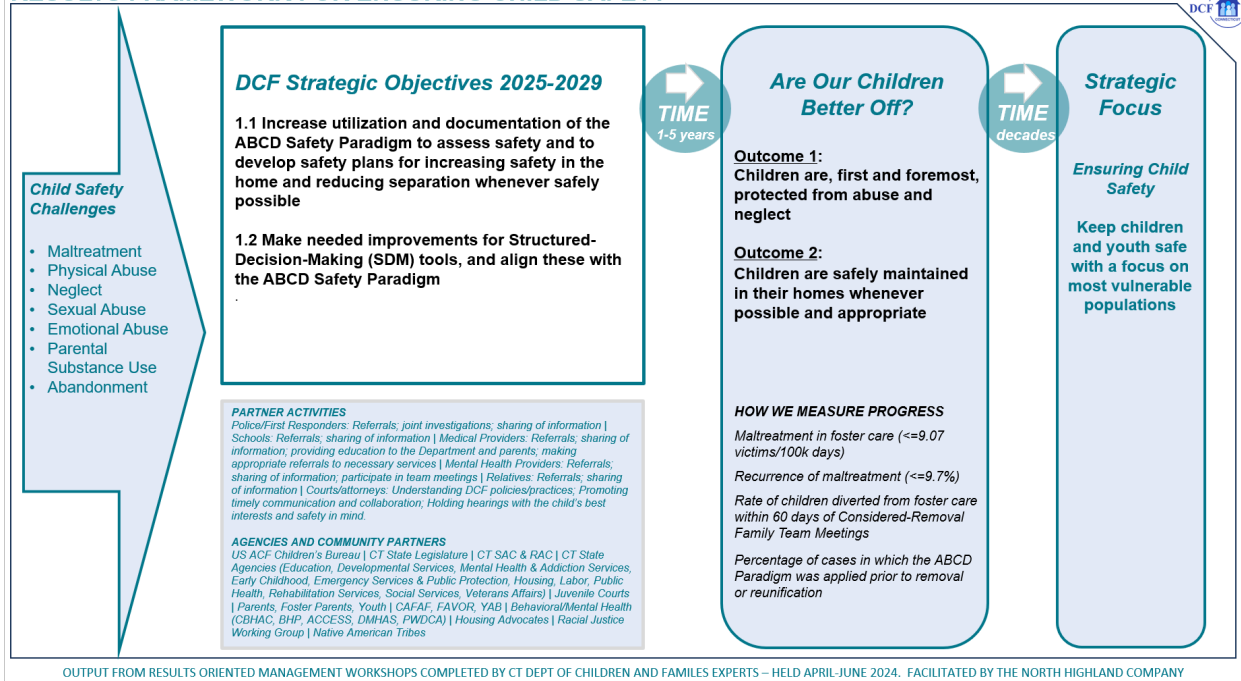 DCF
CONNECTICUT
Child Safety
Challenges
• Maltreatment
• Physical Abuse
• Neglect
• Sexual Abuse
• Emotional Abuse
• Parental
Substance Use
• Abandonment
DCF Strategic Objectives 2025-2029
1.1 Increase utilization and documentation of the
ABCD Safety Paradigm to assess safety and to
develop safety plans for increasing safety in the
home and reducing separation whenever safely
possible
1.2 Make needed improvements for Structured-
Decision-Making (SDM) tools, and align these with
the ABCD Safety Paradigm
.
PARTNER ACTIVITIES
Police/First Responders: Referrals; joint investigations; sharing of information |
Schools: Referrals; sharing of information | Medical Providers: Referrals; sharing of
information; providing education to the Department and parents; making
appropriate referrals to necessary services | Mental Health Providers: Referrals;
sharing of information; participate in team meetings | Relatives: Referrals; sharing
of information | Courts/attorneys: Understanding DCF policies/practices; Promoting
timely communication and collaboration; Holding hearings with the child's best
interests and safety in mind.
AGENCIES AND COMMUNITY PARTNERS
US ACF Children's Bureau | CT State Legislature | CT SAC & RAC | CT State
Agencies (Education, Developmental Services, Mental Health & Addiction Services,
Early Childhood, Emergency Services & Public Protection, Housing, Labor, Public
Health, Rehabilitation Services, Social Services, Veterans Affairs) | Juvenile Courts
| Parents, Foster Parents, Youth | CAFAF, FAVOR, YAB | Behavioral/Mental Health
(CBHAC, BHP, ACCESS, DMHAS, PWDCA) | Housing Advocates | Racial Justice
Working Group | Native American Tribes
TIME
1-5 years
Are Our Children
Better Off?
Outcome 1:
Children are, first and foremost,
protected from abuse and
neglect
Outcome 2:
Children are safely maintained
in their homes whenever
possible and appropriate
HOW WE MEASURE PROGRESS
Maltreatment in foster care (<=9.07
victims/100k days)
Recurrence of maltreatment (<=9.7%)
Rate of children diverted from foster care
within 60 days of Considered-Removal
Family Team Meetings
Percentage of cases in which the ABCD
Paradigm was applied prior to removal
or reunification
TIME
decades
Strategic
Focus
Ensuring Child
Safety
Keep children
and youth safe
with a focus on
most vulnerable
populations
OUTPUT FROM RESULTS ORIENTED MANAGEMENT WORKSHOPS COMPLETED BY CT DEPT OF CHILDREN AND FAMILES EXPERTS – HELD APRIL-JUNE 2024. FACILITATED BY THE NORTH HIGHLAND COMPANY